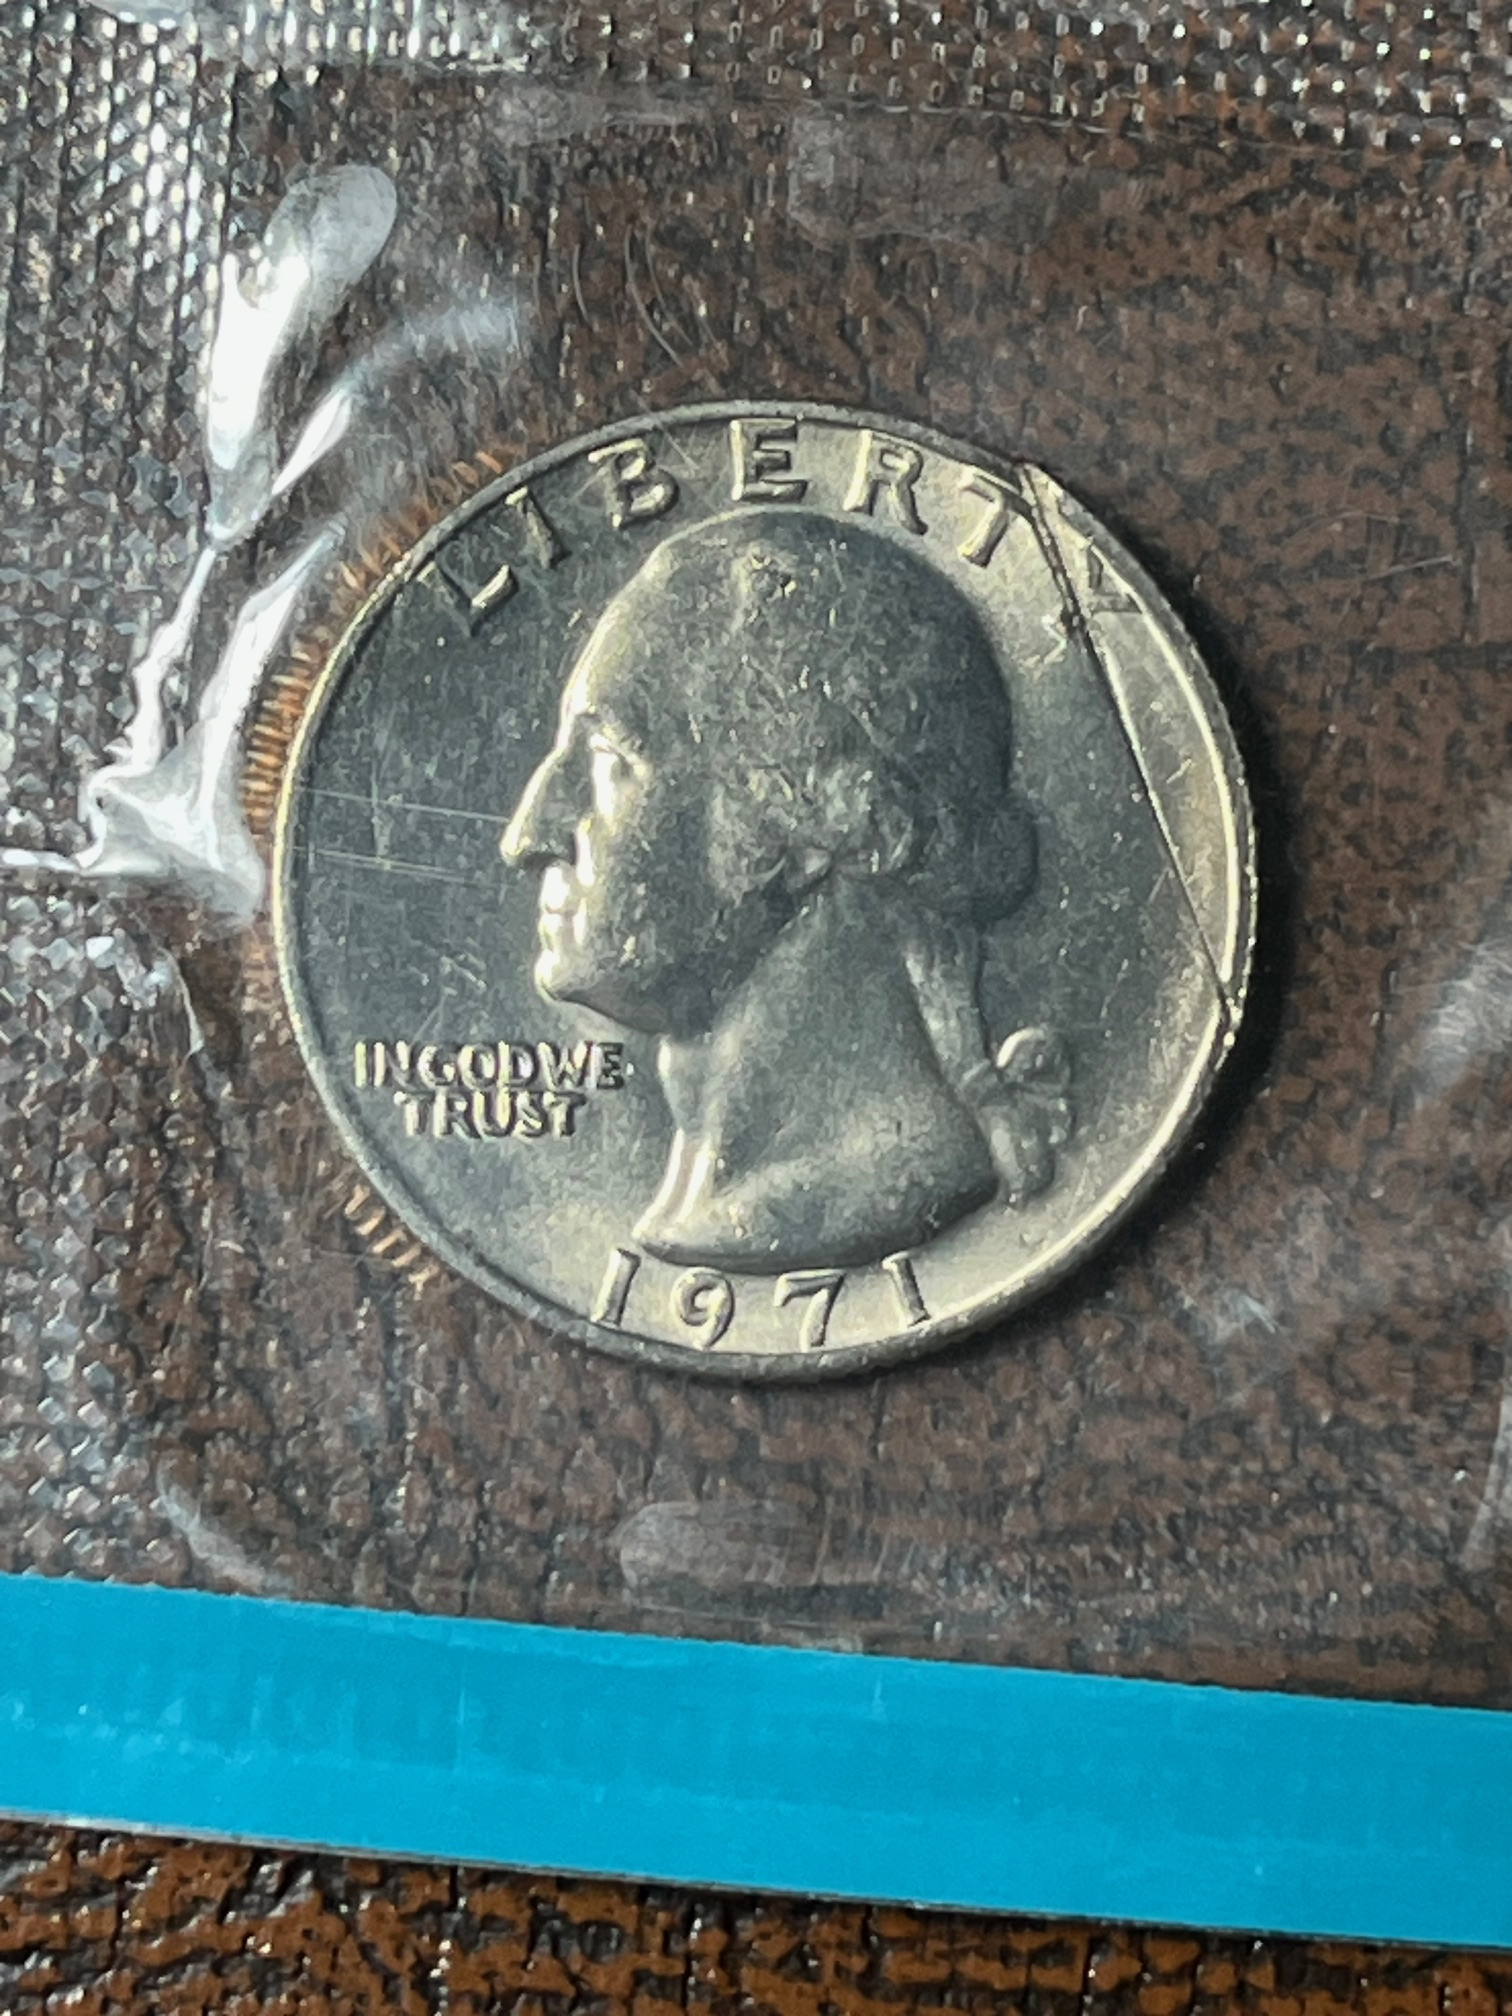 LIBERTY
IN GOD WE
TRUST
1971